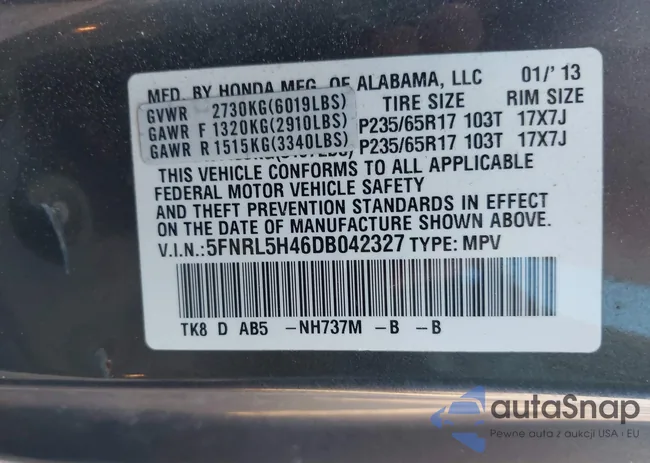 MFD. BY HONDA MFG. OF ALABAMA, LLC 01/' 13
GVWR 2730KG(6019LBS) TIRE SIZE RIM SIZE
GAWR F 1320KG(2910LBS) P235/65R17 103T 17X7J
GAWR R 1515KG(3340LBS) P235/65R17 103T 17X7J
THIS VEHICLE CONFORMS TO ALL APPLICABLE
FEDERAL MOTOR VEHICLE SAFETY
AND THEFT PREVENTION STANDARDS IN EFFECT
ON THE DATE OF MANUFACTURE SHOWN ABOVE.
V.I.N.:5FNRL5H46DB042327 TYPE: MPV
TK8 D AB5 -NH737M -B -B
autaSnap
Pewne auta z aukcji USA i EU